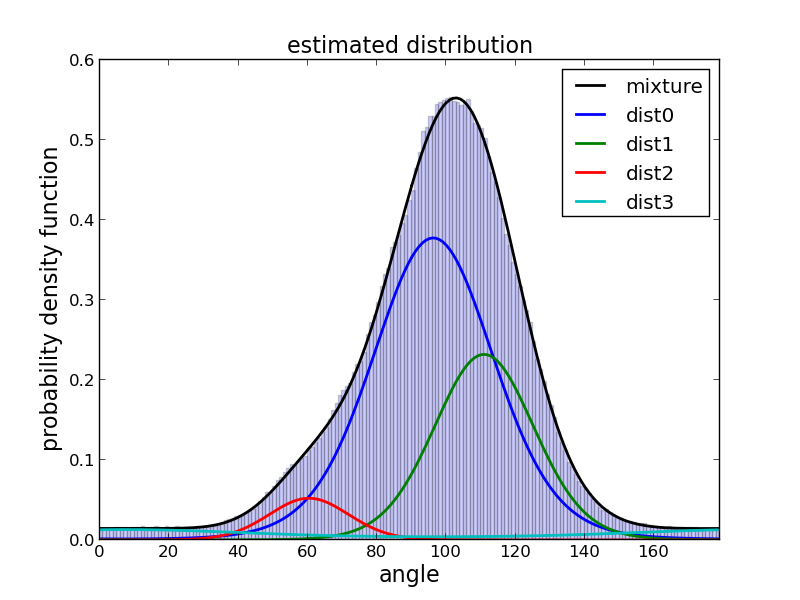 estimated distribution
0.6
0.5
0.4
0.3
0.2
0.1
0.0
probability density function
mixture
dist0
dist1
dist2
dist3
0 20 40 60 80 100 120 140 160
angle